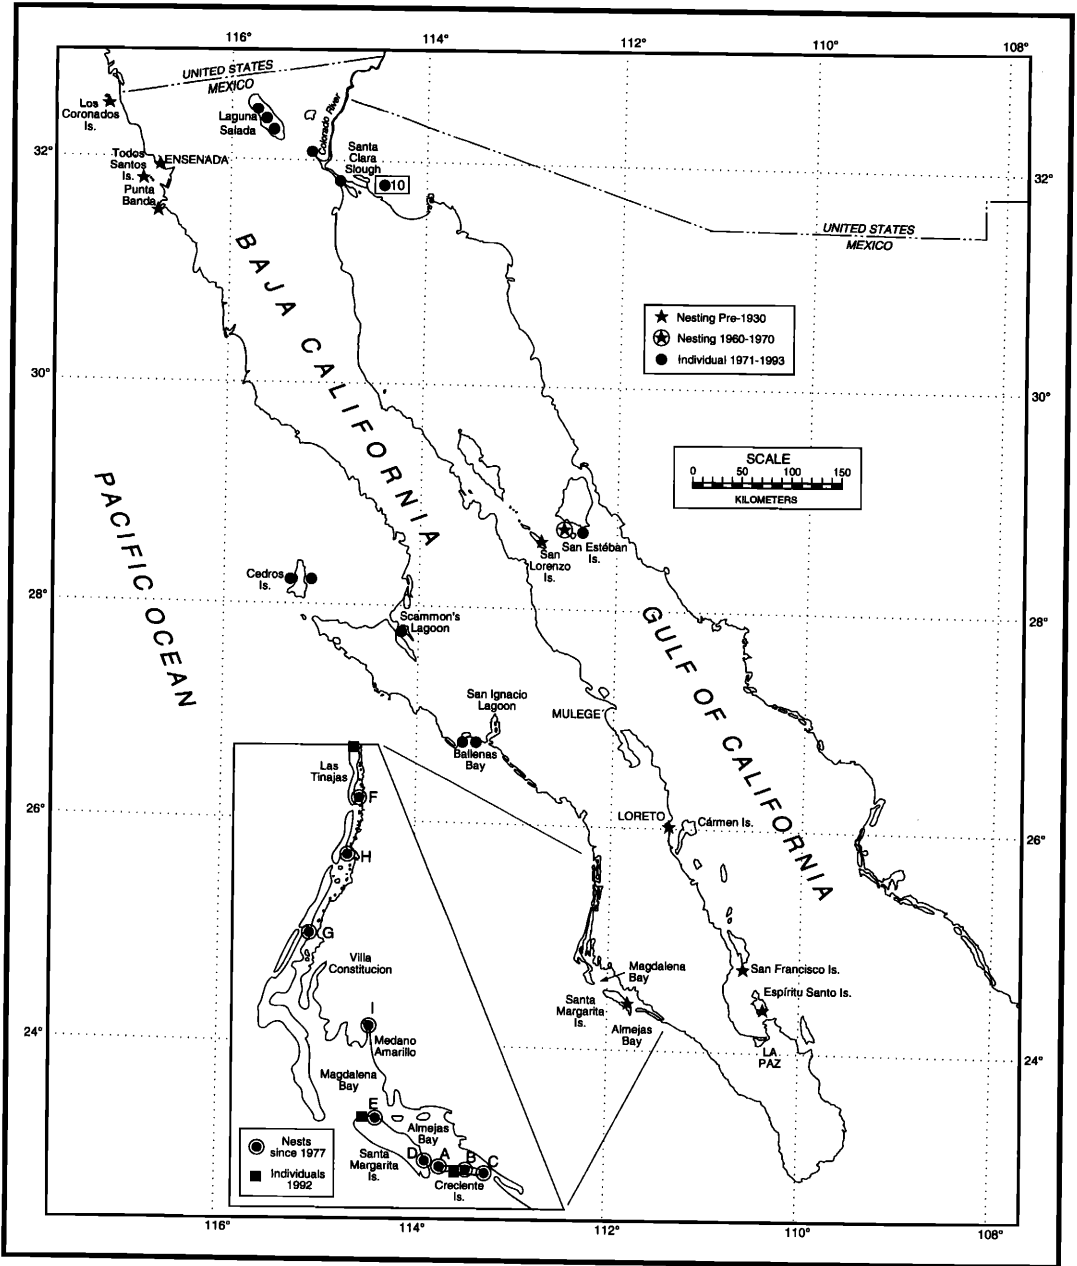 116°
114°
112°
110°
108°
UNITED STATES
MEXICO
Los
Coronados
Is.
Laguna
Salada
Colorado River
32°
Todos
Santos
Is.
ENSENADA
Punta
Banda
Santa
Clara
Slough
10
32°
UNITED STATES
MEXICO
BAJA CALIFORNIA
Nesting Pre-1930
Nesting 1960-1970
Individual 1971-1993
30°
30°
SCALE
0 50 100 150
KILOMETERS
PACIFIC OCEAN
San Estéban
Is.
San
Lorenzo
Is.
Cedros
Is.
28°
28°
Scammon's
Lagoon
GULF OF CALIFORNIA
San Ignacio
Lagoon
MULEGE
Ballenas
Bay
Las
Tinajas
F
26°
LORETO
Cármen Is.
26°
H
G
Villa
Constitucion
Magdalena
Bay
San Francisco Is.
Espíritu Santo Is.
Santa
Margarita
Is.
Almejas
Bay
I
24°
Medano
Amarillo
LA
PAZ
24°
Magdalena
Bay
E
Almejas
Bay
Nests
since 1977
Individuals
1992
Santa
Margarita
Is.
D
A
B
C
Creciente
Is.
116°
114°
112°
110°
108°